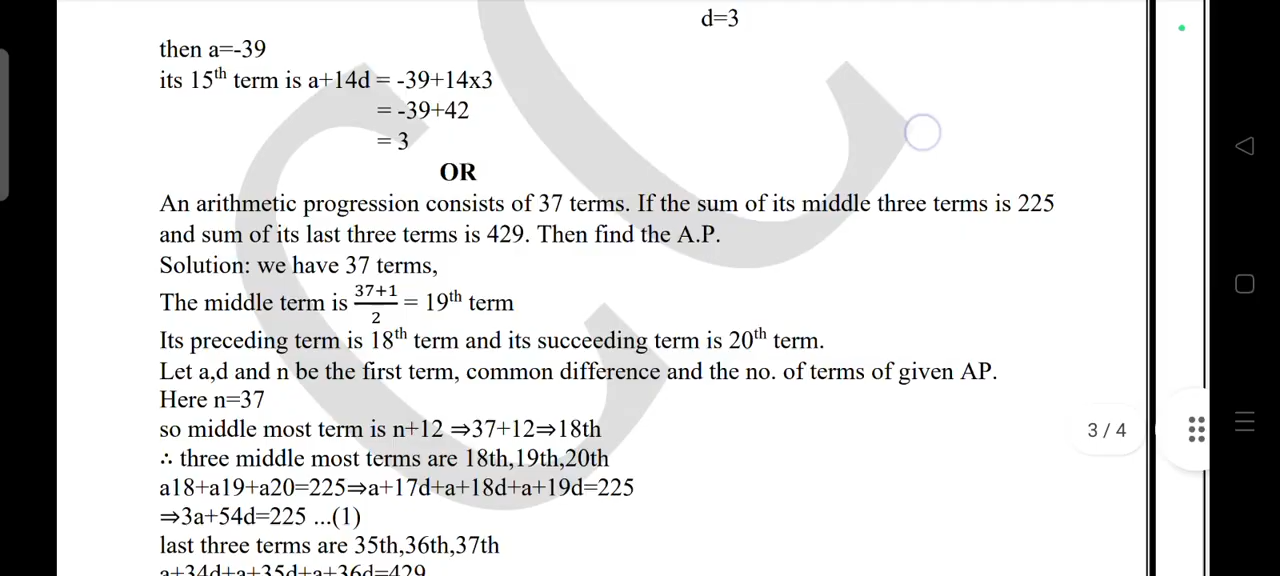 d=3
then a=-39
its 15th term is a+14d = -39+14x3
= -39+42
= 3
OR
An arithmetic progression consists of 37 terms. If the sum of its middle three terms is 225
and sum of its last three terms is 429. Then find the A.P.
Solution: we have 37 terms,
The middle term is 37+1/2 = 19th term
Its preceding term is 18th term and its succeeding term is 20th term.
Let a,d and n be the first term, common difference and the no. of terms of given AP.
Here n=37
so middle most term is n+12 ⇒37+12⇒18th
∴ three middle most terms are 18th,19th,20th
a18+a19+a20=225⇒a+17d+a+18d+a+19d=225
⇒3a+54d=225 ...(1)
last three terms are 35th,36th,37th
a+34d+a+35d+a+36d=429
3 / 4